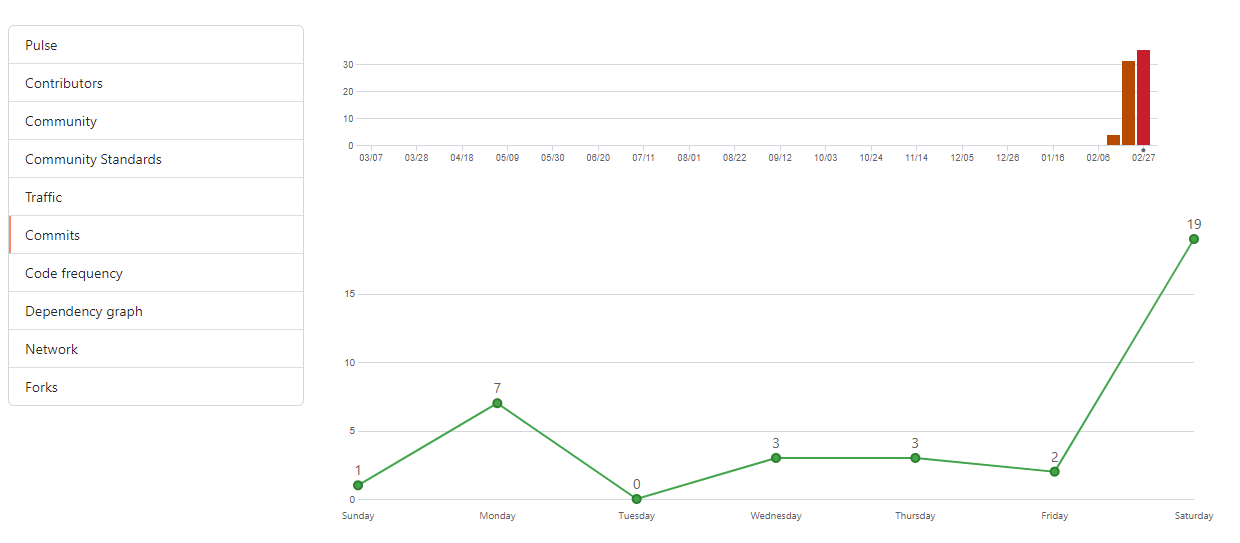 Pulse
Contributors
Community
Community Standards
Traffic
Commits
Code frequency
Dependency graph
Network
Forks
30
20
10
0
03/07 03/28 04/18 05/09 05/30 06/20 07/11 08/01 08/22 09/12 10/03 10/24 11/14 12/05 12/26 01/16 02/06 02/27
19
15
10
7
5
3 3
2
1
0
0
Sunday Monday Tuesday Wednesday Thursday Friday Saturday